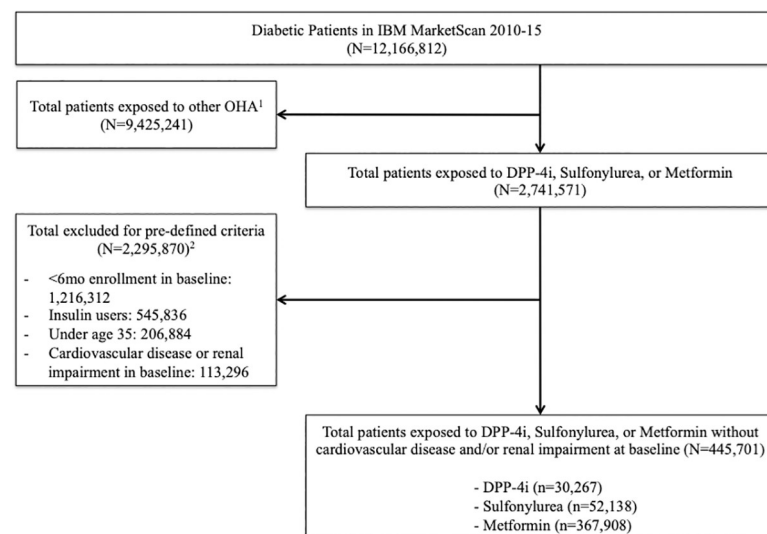 Diabetic Patients in IBM MarketScan 2010-15
(N=12,166,812)
Total patients exposed to other OHA¹
(N=9,425,241)
Total patients exposed to DPP-4i, Sulfonylurea, or Metformin
(N=2,741,571)
Total excluded for pre-defined criteria
(N=2,295,870)²
- <6mo enrollment in baseline:
1,216,312
- Insulin users: 545,836
- Under age 35: 206,884
- Cardiovascular disease or renal
impairment in baseline: 113,296
Total patients exposed to DPP-4i, Sulfonylurea, or Metformin without
cardiovascular disease and/or renal impairment at baseline (N=445,701)
- DPP-4i (n=30,267)
- Sulfonylurea (n=52,138)
- Metformin (n=367,908)